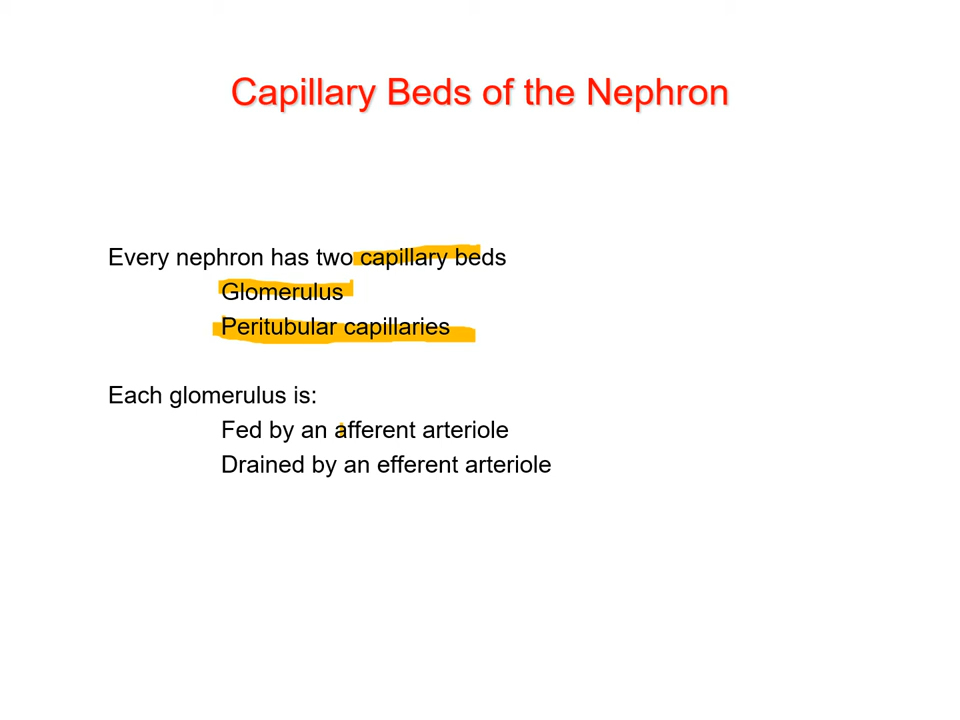 Capillary Beds of the Nephron
Every nephron has two capillary beds
Glomerulus
Peritubular capillaries
Each glomerulus is:
Fed by an afferent arteriole
Drained by an efferent arteriole